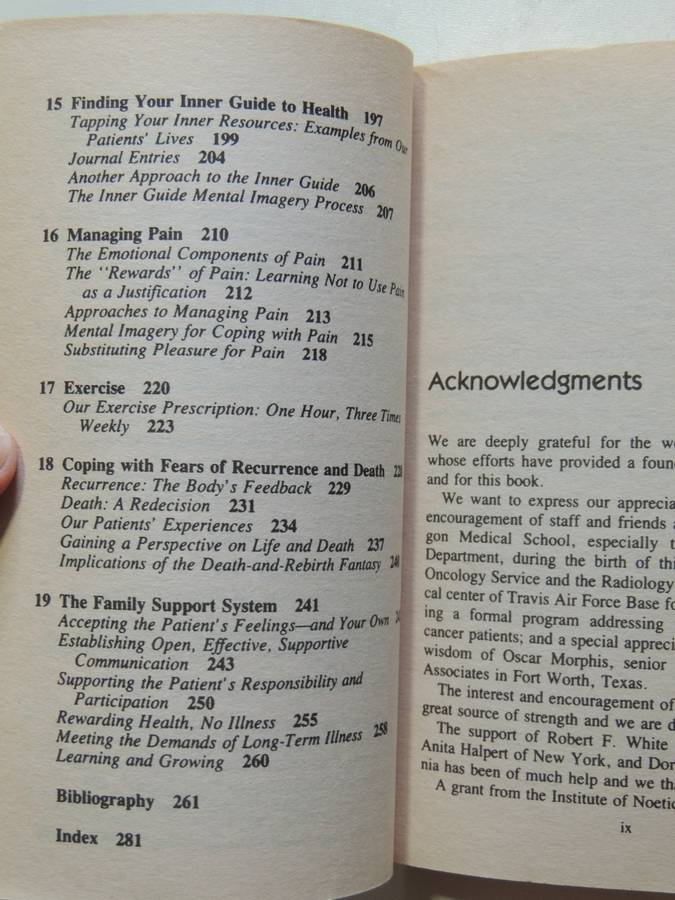 15 Finding Your Inner Guide to Health 197
Tapping Your Inner Resources: Examples from Our
Patients' Lives 199
Journal Entries 204
Another Approach to the Inner Guide 206
The Inner Guide Mental Imagery Process 207
16 Managing Pain 210
The Emotional Components of Pain 211
The "Rewards" of Pain: Learning Not to Use Pain
as a Justification 212
Approaches to Managing Pain 213
Mental Imagery for Coping with Pain 215
Substituting Pleasure for Pain 218
17 Exercise 220
Our Exercise Prescription: One Hour, Three Times
Weekly 223
18 Coping with Fears of Recurrence and Death
Recurrence: The Body's Feedback 229
Death: A Redecision 231
Our Patients' Experiences 234
Gaining a Perspective on Life and Death 237
Implications of the Death-and-Rebirth Fantasy
19 The Family Support System 241
Accepting the Patient's Feelings—and Your Own
Establishing Open, Effective, Supportive
Communication 243
Supporting the Patient's Responsibility and
Participation 250
Rewarding Health, No Illness 255
Meeting the Demands of Long-Term Illness 258
Learning and Growing 260
Bibliography 261
Index 281
Acknowledgments
We are deeply grateful for the
whose efforts have provided a
and for this book.
We want to express our
encouragement of staff and friends
gon Medical School, especially
Department, during the birth of
Oncology Service and the Radiology
cal center of Travis Air Force Base
ing a formal program addressing
cancer patients; and a special
wisdom of Oscar Morphis, senior
Associates in Fort Worth, Texas.
The interest and encouragement of
great source of strength and we are
The support of Robert F. White
Anita Halpert of New York, and
nia has been of much help and we
A grant from the Institute of
ix